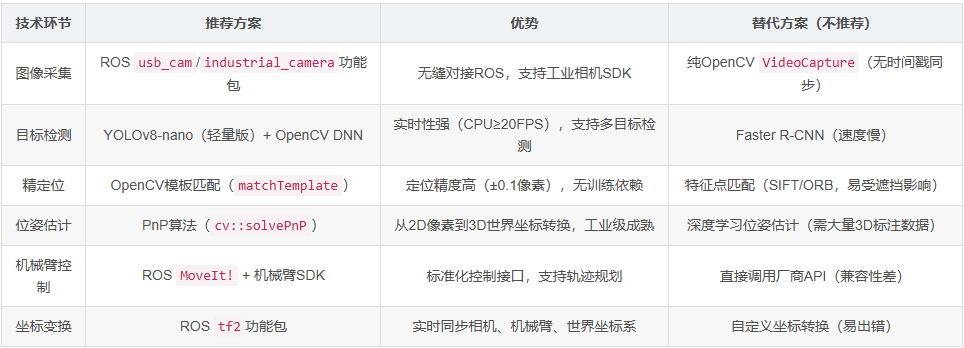 技术环节 推荐方案 优势 替代方案（不推荐）
图像采集 ROS usb_cam / industrial_camera 功能包 无缝对接ROS，支持工业相机SDK 纯OpenCV VideoCapture（无时间戳同步）
目标检测 YOLOv8-nano（轻量版）+ OpenCV DNN 实时性强（CPU≥20FPS），支持多目标检测 Faster R-CNN（速度慢）
精定位 OpenCV模板匹配（matchTemplate） 定位精度高（±0.1像素），无训练依赖 特征点匹配（SIFT/ORB，易受遮挡影响）
位姿估计 PnP算法（cv::solvePnP） 从2D像素到3D世界坐标转换，工业级成熟 深度学习位姿估计（需大量3D标注数据）
机械臂控制 ROS MoveIt! + 机械臂SDK 标准化控制接口，支持轨迹规划 直接调用厂商API（兼容性差）
坐标变换 ROS tf2 功能包 实时同步相机、机械臂、世界坐标系 自定义坐标转换（易出错）